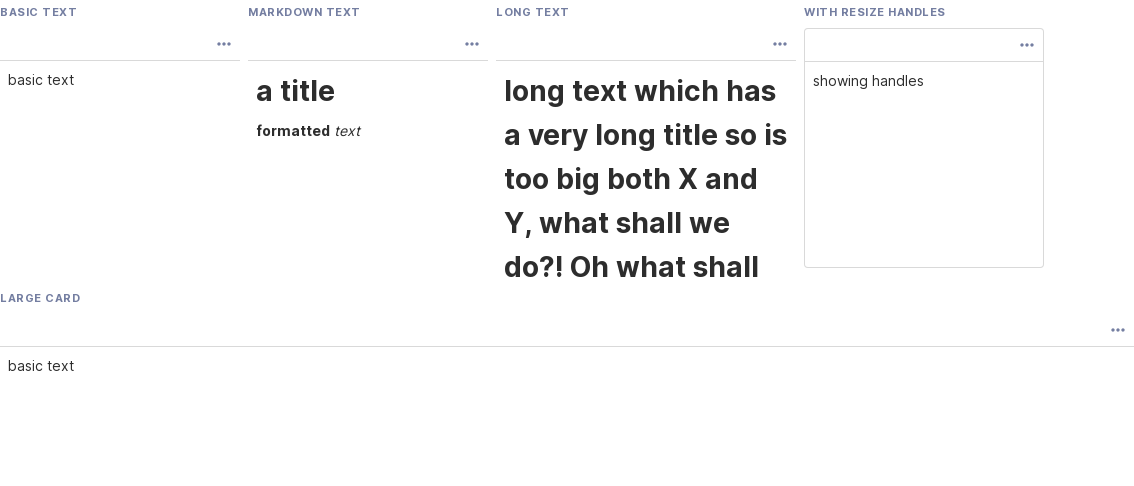 BASIC TEXT
basic text
MARKDOWN TEXT
a title
formatted text
LONG TEXT
long text which has
a very long title so is
too big both X and
Y, what shall we
do?! Oh what shall
WITH RESIZE HANDLES
showing handles
LARGE CARD
basic text